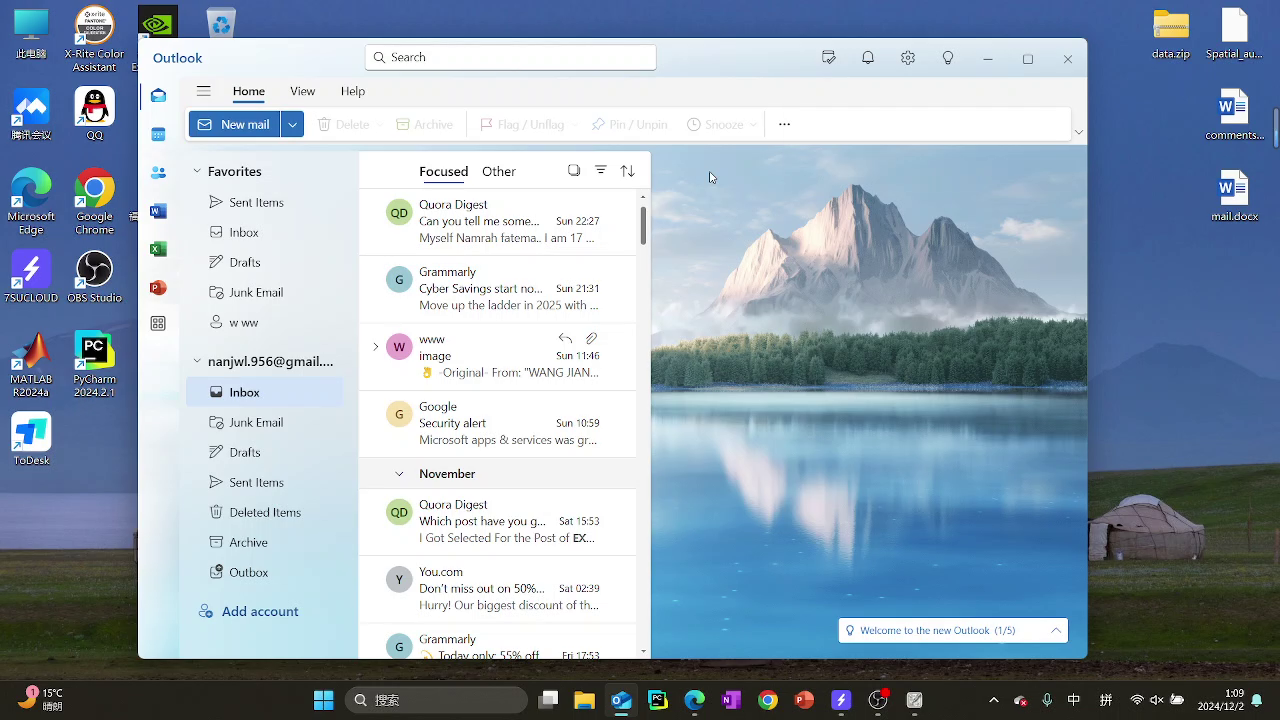 此电脑
X-Rite Color
Assistant
E
腾讯会议
QQ
Microsoft
Edge
Google
Chrome
7SUCLOUD
OBS Studio
MATLAB
R2024a
PyCharm
2024.2.1
ToDesk
data.zip
Spatial_au...
comments...
mail.docx
Outlook
Search
Home
View
Help
New mail
Delete
Archive
Flag / Unflag
Pin / Unpin
Snooze
Favorites
Sent Items
Inbox
Drafts
Junk Email
w ww
nanjwl.956@gmail....
Inbox
Junk Email
Drafts
Sent Items
Deleted Items
Archive
Outbox
Add account
Focused
Other
QD
Quora Digest
Can you tell me some... Sun 22:27
Myself Namrah fatema.. I am 17 ...
G
Grammarly
Cyber Savings start no... Sun 21:31
Move up the ladder in 2025 with ...
W
www
image Sun 11:46
-Original- From: "WANG JIAN...
G
Google
Security alert Sun 10:59
Microsoft apps & services was gr...
November
QD
Quora Digest
Which post have you g... Sat 15:53
I Got Selected For the Post of EX...
Y
You.com
Don't miss out on 50%... Sat 02:39
Hurry! Our biggest discount of th...
G
Grammarly
Today only: 55% off Fri 17:53
Welcome to the new Outlook (1/5)
1
15°C
搜索
中
拼
1:09
2024/12/2